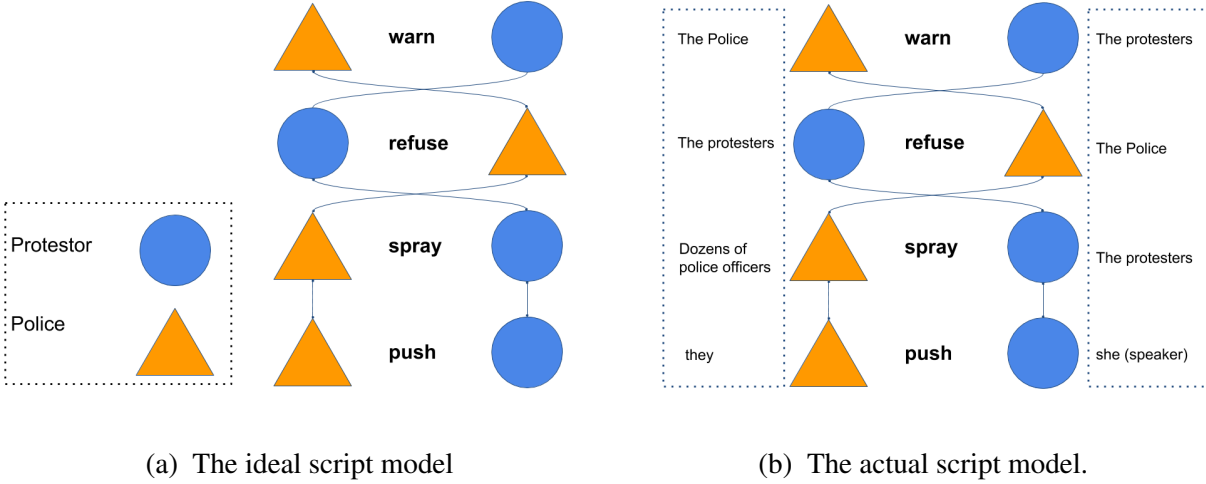 warn
refuse
spray
push
Protestor
Police
(a) The ideal script model
The Police
warn
The protesters
The protesters
refuse
The Police
Dozens of
police officers
spray
The protesters
they
push
she (speaker)
(b) The actual script model.